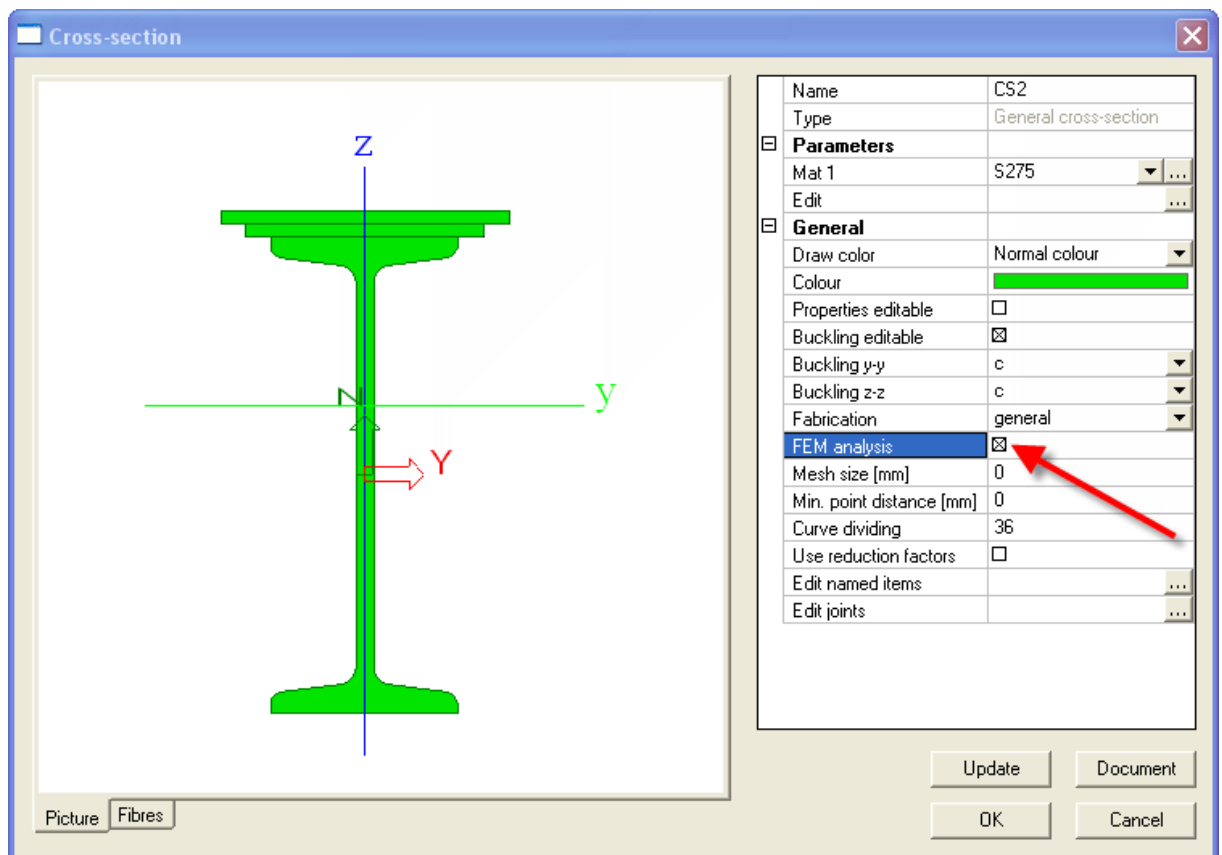 Cross-section
z
y
Z
Y
Picture Fibres
Name CS2
Type General cross-section
Parameters
Mat 1 S275 ...
Edit ...
General
Draw color Normal colour
Colour
Properties editable
Buckling editable
Buckling y-y c
Buckling z-z c
Fabrication general
FEM analysis
Mesh size [mm] 0
Min. point distance [mm] 0
Curve dividing 36
Use reduction factors
Edit named items ...
Edit joints ...
Update Document
OK Cancel